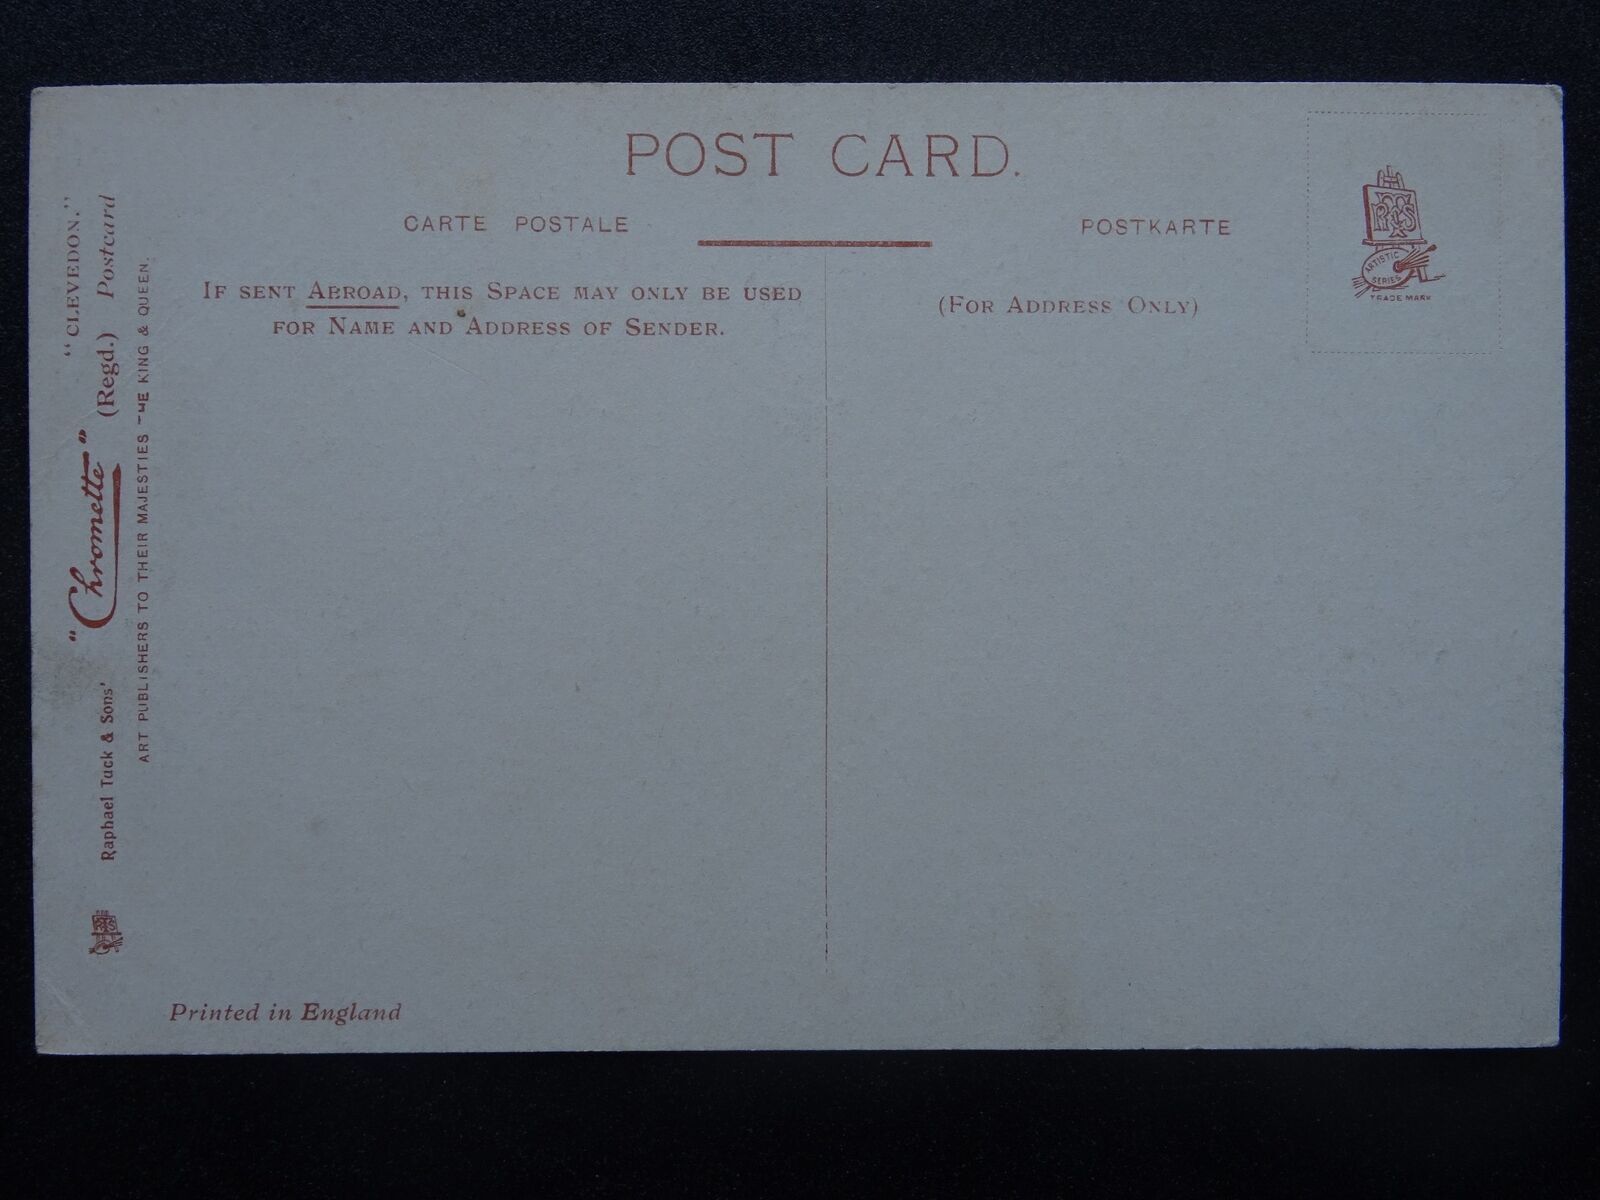 POST CARD.
CARTE POSTALE
POSTKARTE
IF SENT ABROAD, THIS SPACE MAY ONLY BE USED
FOR NAME AND ADDRESS OF SENDER.
(FOR ADDRESS ONLY)
RTS
ARTISTIC
SERIES
TRADE MARK
"CLEVEDON."
Raphael Tuck & Sons' "Chromette" (Regd.) Postcard
ART PUBLISHERS TO THEIR MAJESTIES THE KING & QUEEN.
RTS
Printed in England